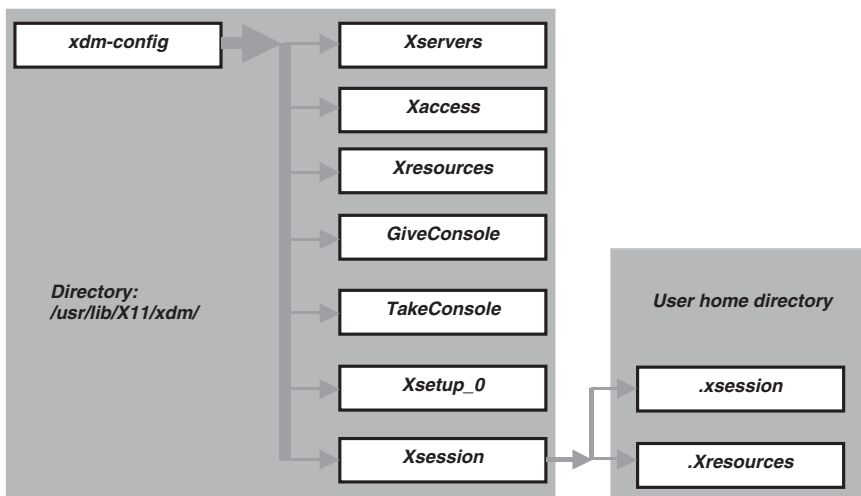 xdm-config
Xservers
Xaccess
Xresources
GiveConsole
Directory:
/usr/lib/X11/xdm/
TakeConsole
Xsetup_0
Xsession
User home directory
.xsession
.Xresources